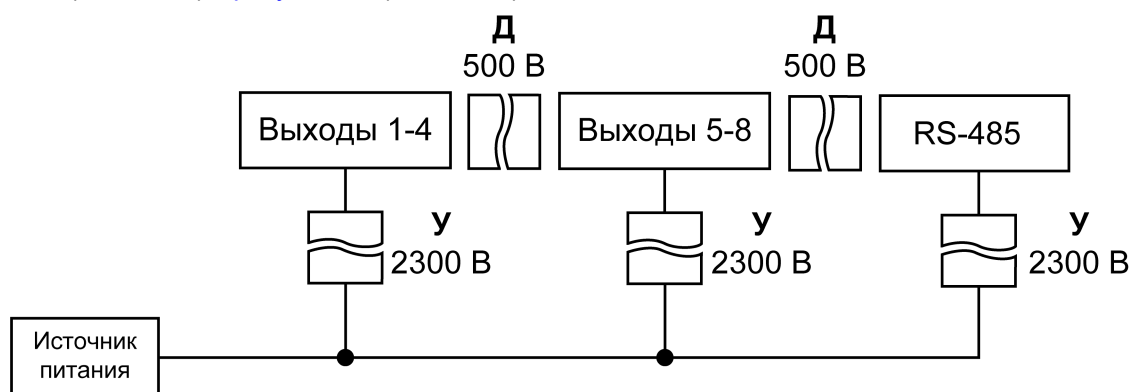 Д
500 В
Д
500 В
Выходы 1-4
Выходы 5-8
RS-485
У
2300 В
У
2300 В
У
2300 В
Источник
питания